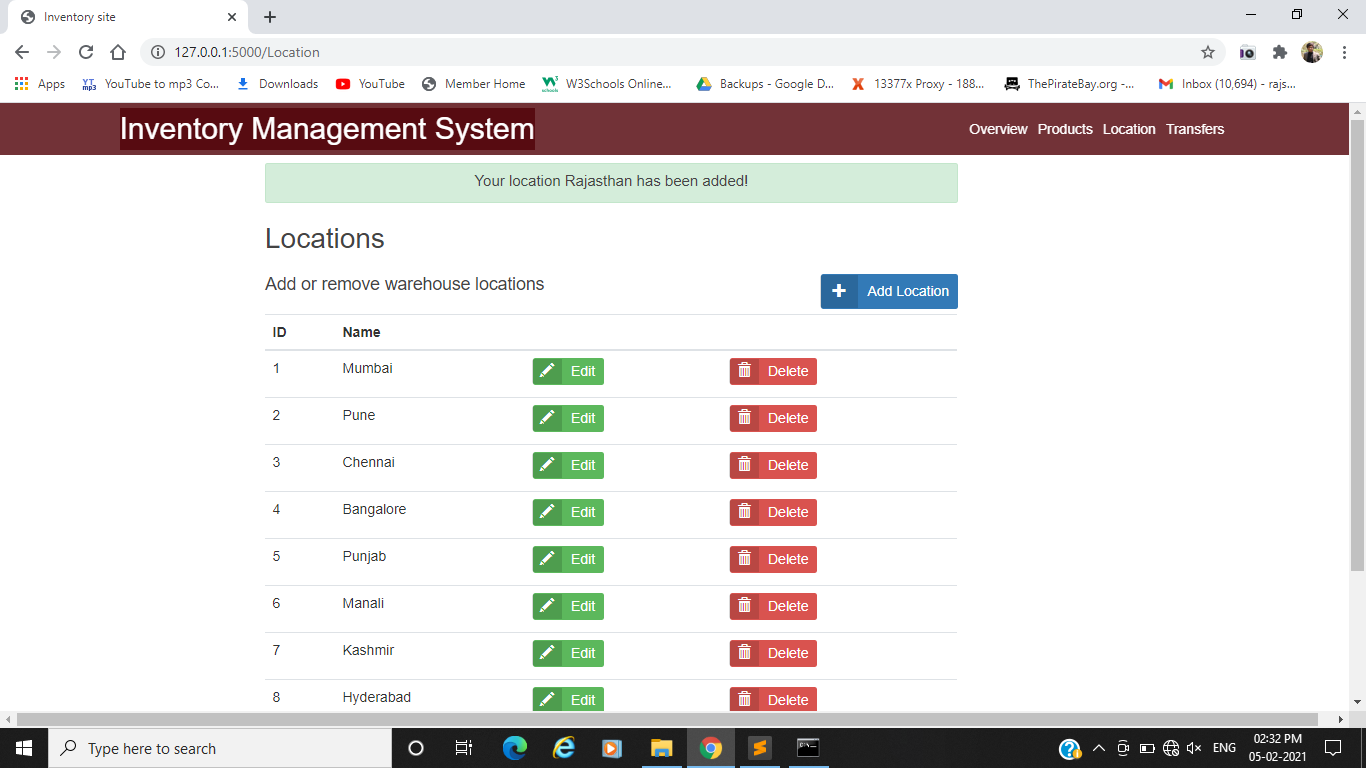 Inventory site
127.0.0.1:5000/Location
Apps YT mp3 YouTube to mp3 Co... Downloads YouTube Member Home W3 schools W3Schools Online... Backups - Google D... 13377x Proxy - 188... ThePirateBay.org -... Inbox (10,694) - rajs...
Inventory Management System Overview Products Location Transfers
Your location Rajasthan has been added!
Locations
Add or remove warehouse locations Add Location
ID Name
1 Mumbai Edit Delete
2 Pune Edit Delete
3 Chennai Edit Delete
4 Bangalore Edit Delete
5 Punjab Edit Delete
6 Manali Edit Delete
7 Kashmir Edit Delete
8 Hyderabad Edit Delete
Type here to search ENG 02:32 PM
05-02-2021